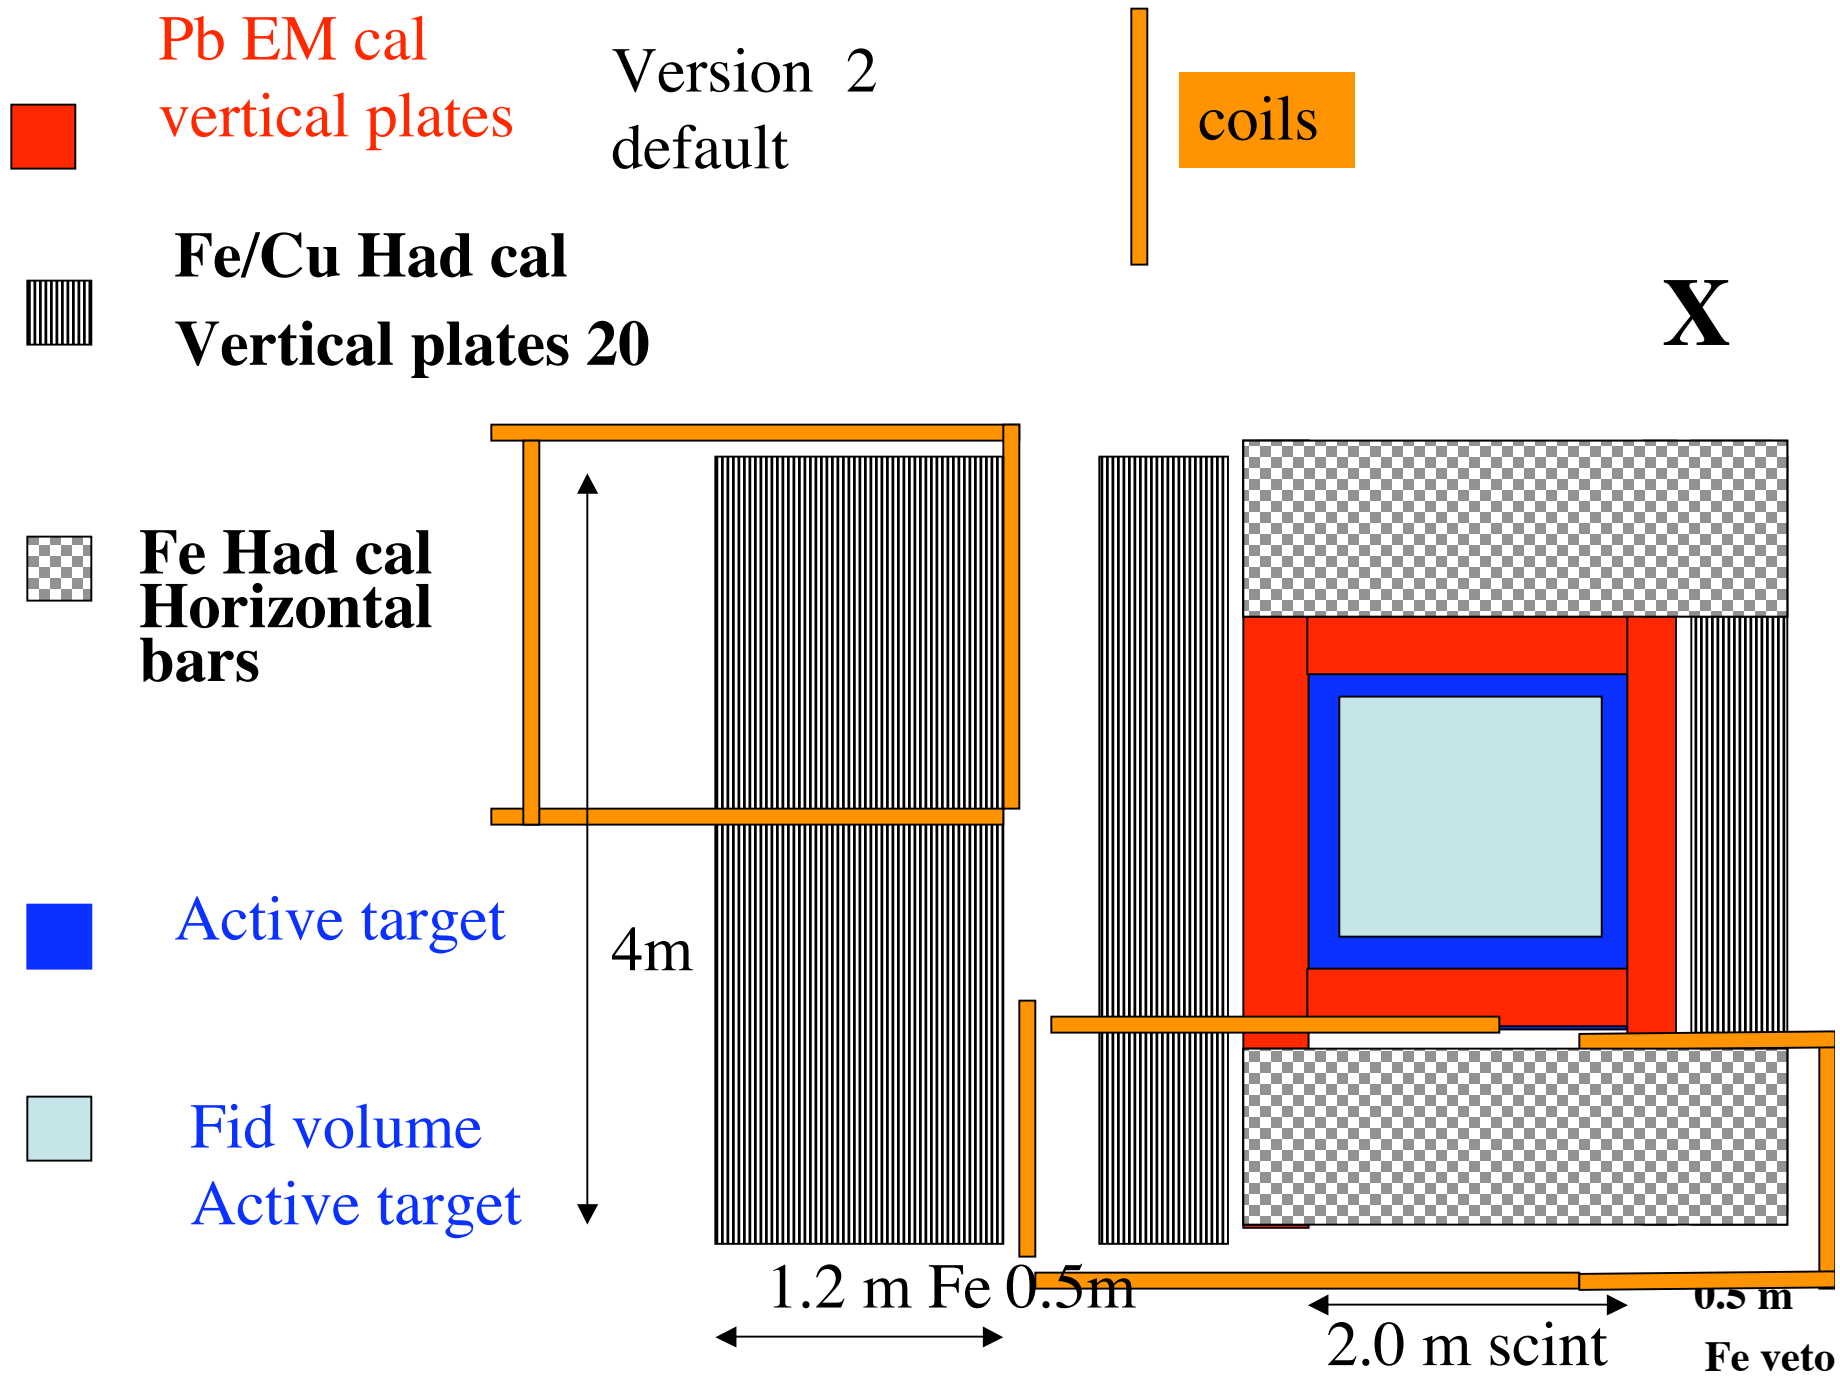 Pb EM cal
vertical plates
Version 2
default
coils
Fe/Cu Had cal
Vertical plates 20
X
Fe Had cal
Horizontal
bars
Active target
4m
Fid volume
Active target
1.2 m Fe 0.5m
0.5 m
2.0 m scint
Fe veto